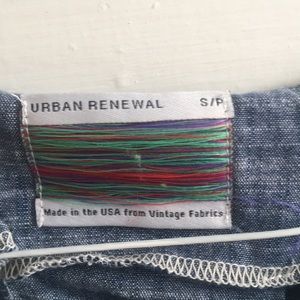 URBAN RENEWAL S/P
Made in the USA from Vintage Fabrics